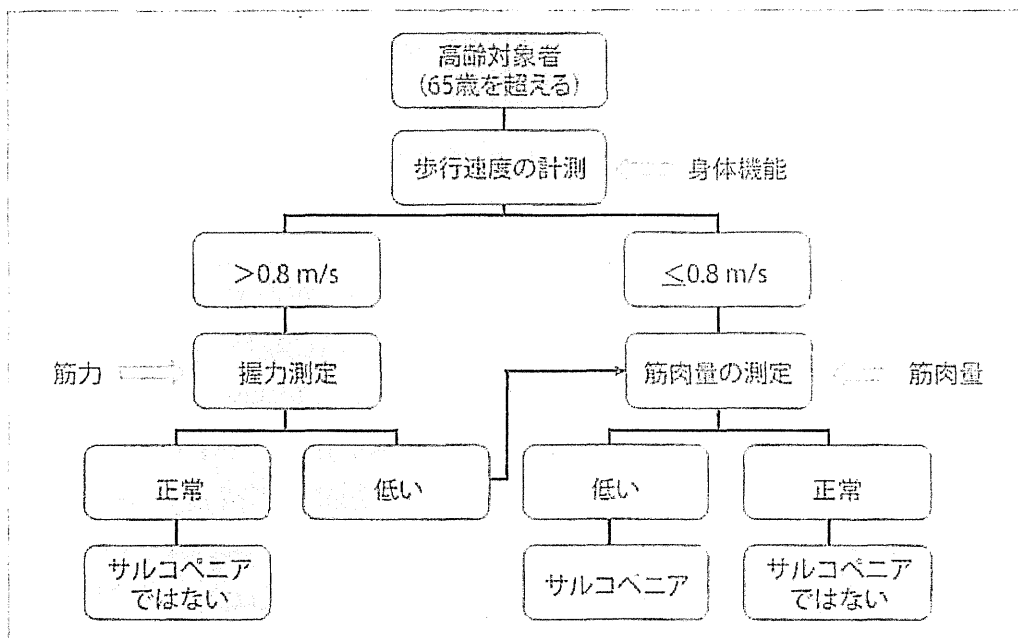 高齢対象者
(65歳を超える)
歩行速度の計測
身体機能
>0.8 m/s
≦0.8 m/s
筋力
握力測定
筋肉量の測定
筋肉量
正常
低い
低い
正常
サルコペニア
ではない
サルコペニア
サルコペニア
ではない